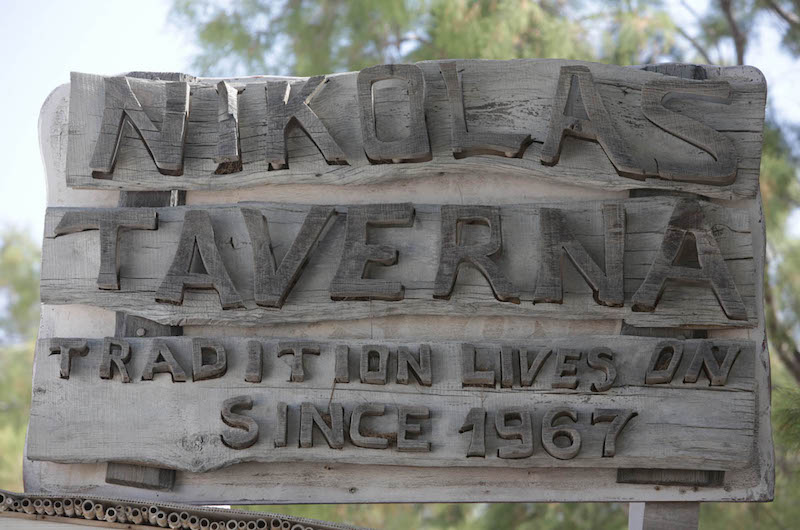 NIKOLAS
TAVERNA
TRADITION LIVES ON
SINCE 1967